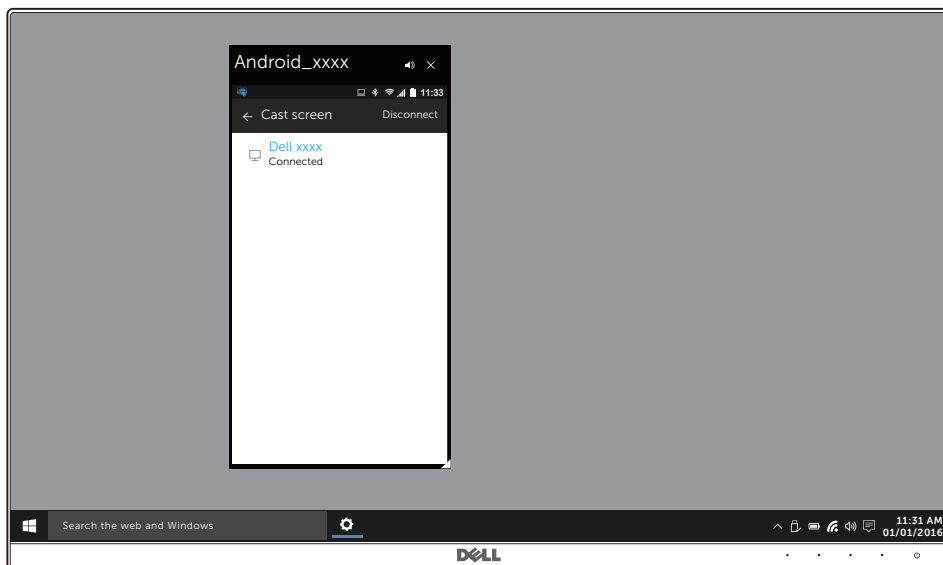 Android_xxxx
11:33
Cast screen
Disconnect
Dell xxxx
Connected
Search the web and Windows
11:31 AM
01/01/2016
DELL